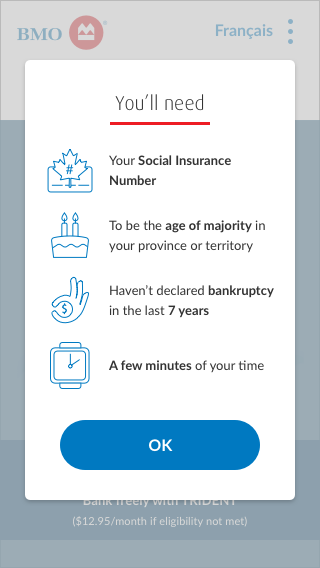 BMO
Français
You'll need
#
Your Social Insurance
Number
To be the age of majority in
your province or territory
$
Haven't declared bankruptcy
in the last 7 years
A few minutes of your time
OK
Bank freely with TRIDENT
($12.95/month if eligibility not met)